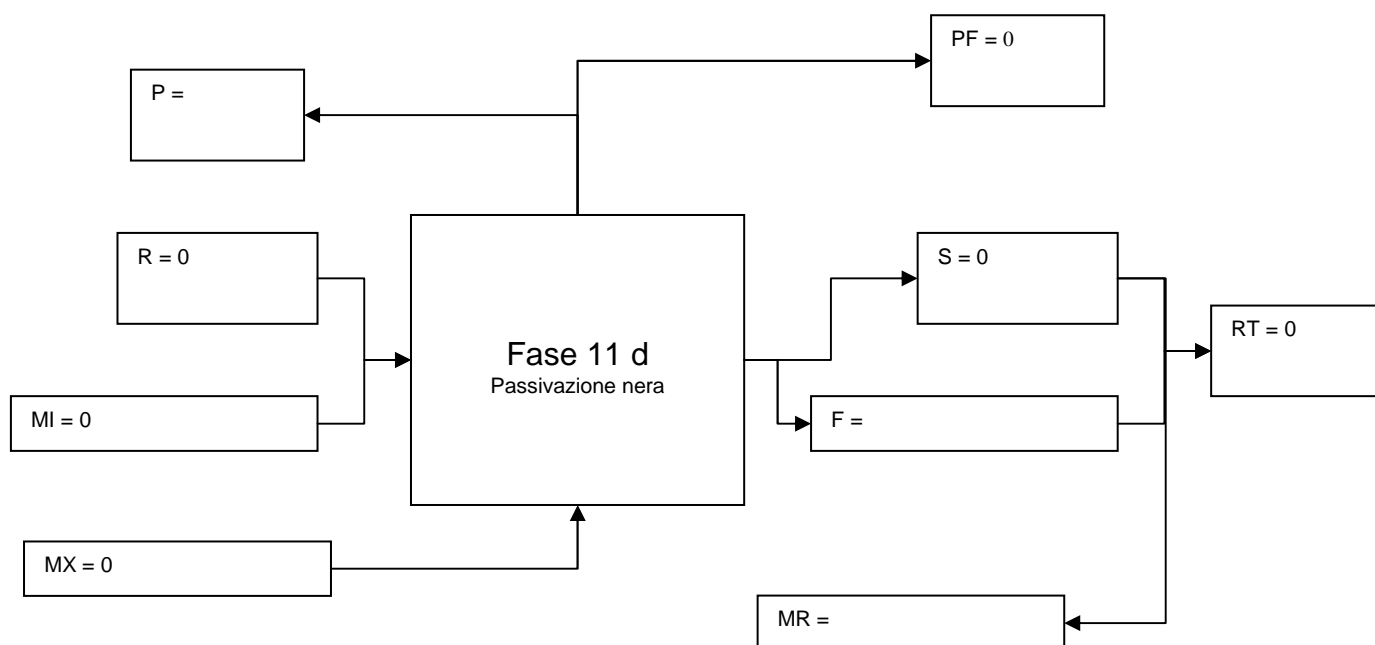 PF = 0
P =
R = 0
S = 0
RT = 0
Fase 11 d
Passivazione nera
MI = 0
F =
MX = 0
MR =